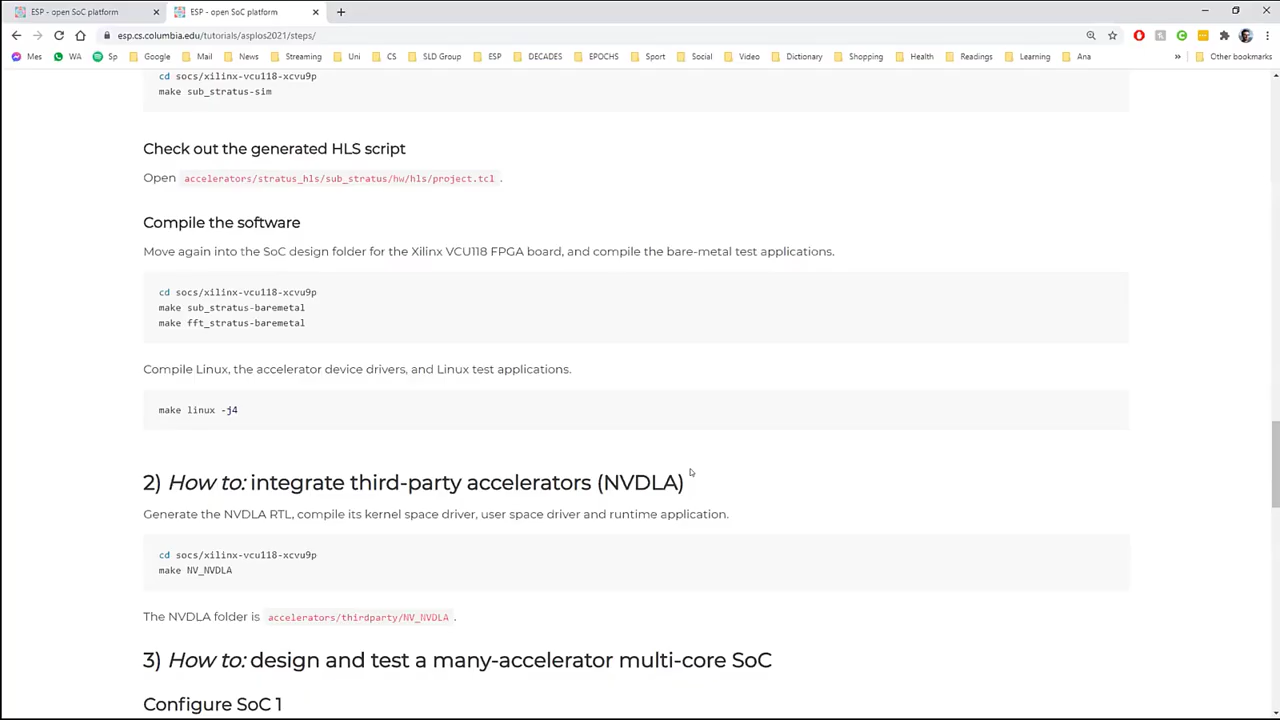 ESP - open SoC platform
ESP - open SoC platform
esp.cs.columbia.edu/tutorials/asplos2021/steps/
Mes WA Sp Google Mail News Streaming Uni CS SLD Group ESP DECADES EPOCHS Sport Social Video Dictionary Shopping Health Readings Learning Ana » Other bookmarks
cd socs/xilinx-vcu118-xcvu9p
make sub_stratus-sim
Check out the generated HLS script
Open accelerators/stratus_hls/sub_stratus/hw/hls/project.tcl.
Compile the software
Move again into the SoC design folder for the Xilinx VCU118 FPGA board, and compile the bare-metal test applications.
cd socs/xilinx-vcu118-xcvu9p
make sub_stratus-baremetal
make fft_stratus-baremetal
Compile Linux, the accelerator device drivers, and Linux test applications.
make linux -j4
2) How to: integrate third-party accelerators (NVDLA)
Generate the NVDLA RTL, compile its kernel space driver, user space driver and runtime application.
cd socs/xilinx-vcu118-xcvu9p
make NV_NVDLA
The NVDLA folder is accelerators/thirdparty/NV_NVDLA.
3) How to: design and test a many-accelerator multi-core SoC
Configure SoC 1